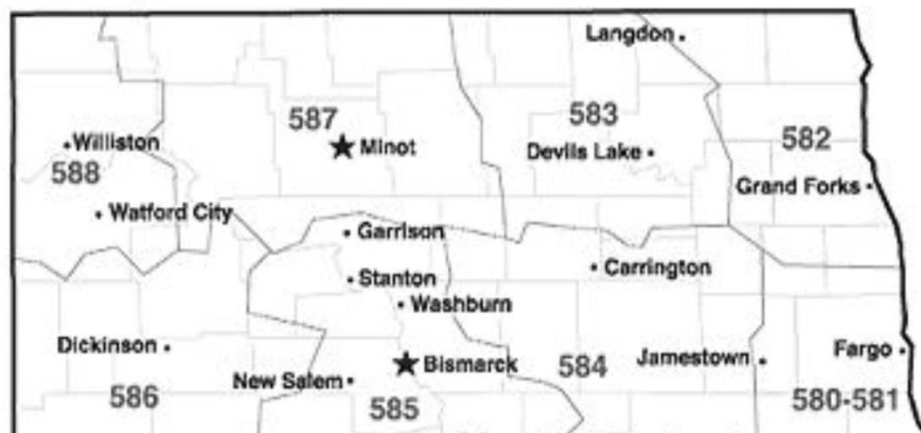 Langdon
587
583
Williston
Minot
Devils Lake
582
588
Grand Forks
Watford City
Garrison
Carrington
Stanton
Washburn
Dickinson
Bismarck
584
Jamestown
Fargo
New Salem
586
585
580-581